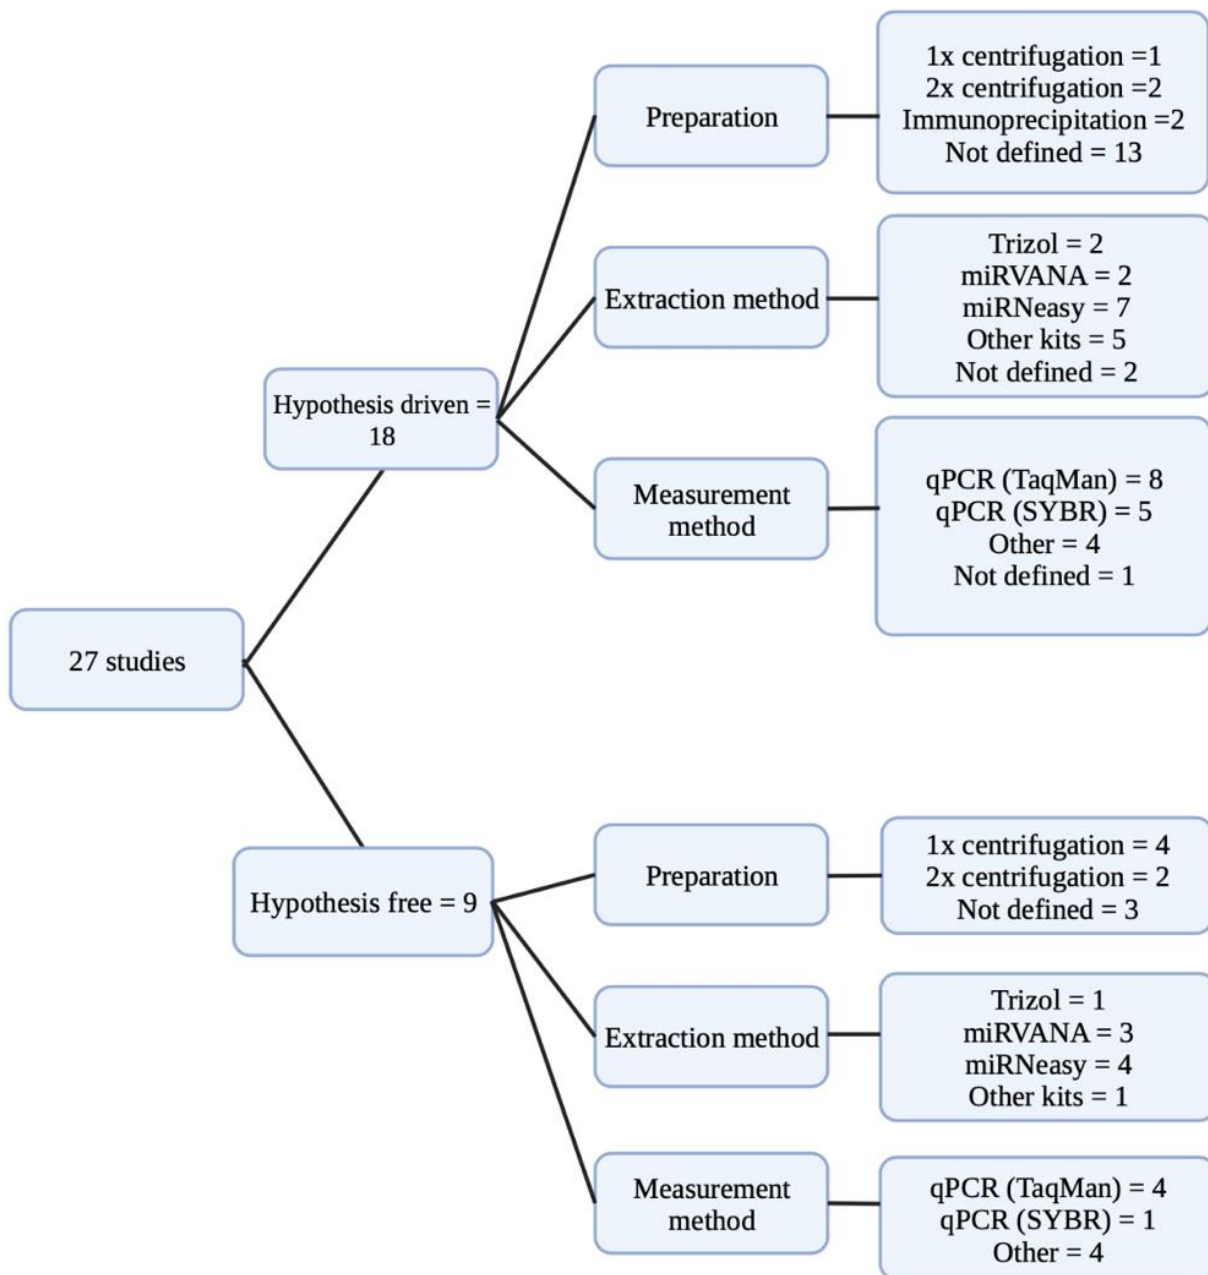 27 studies
Hypothesis driven =
18
Preparation
1x centrifugation =1
2x centrifugation =2
Immunoprecipitation =2
Not defined = 13
Extraction method
Trizol = 2
miRVANA = 2
miRNeasy = 7
Other kits = 5
Not defined = 2
Measurement
method
qPCR (TaqMan) = 8
qPCR (SYBR) = 5
Other = 4
Not defined = 1
Hypothesis free = 9
Preparation
1x centrifugation = 4
2x centrifugation = 2
Not defined = 3
Extraction method
Trizol = 1
miRVANA = 3
miRNeasy = 4
Other kits = 1
Measurement
method
qPCR (TaqMan) = 4
qPCR (SYBR) = 1
Other = 4